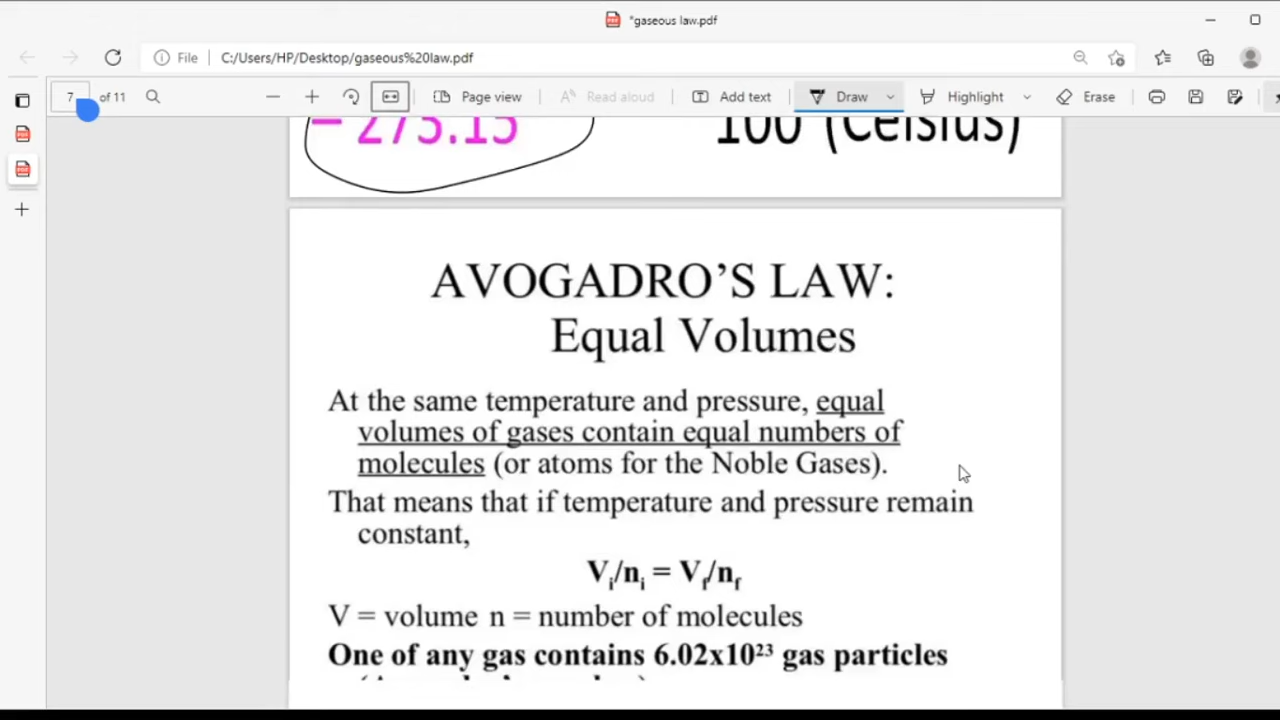 *gaseous law.pdf
File
C:/Users/HP/Desktop/gaseous%20law.pdf
7 of 11
Page view
Read aloud
Add text
Draw
Highlight
Erase
– 273.15
100 (Celsius)
AVOGADRO’S LAW:
Equal Volumes
At the same temperature and pressure, equal
volumes of gases contain equal numbers of
molecules (or atoms for the Noble Gases).
That means that if temperature and pressure remain
constant,
Vi/ni = Vf/nf
V = volume n = number of molecules
One of any gas contains 6.02x10²³ gas particles